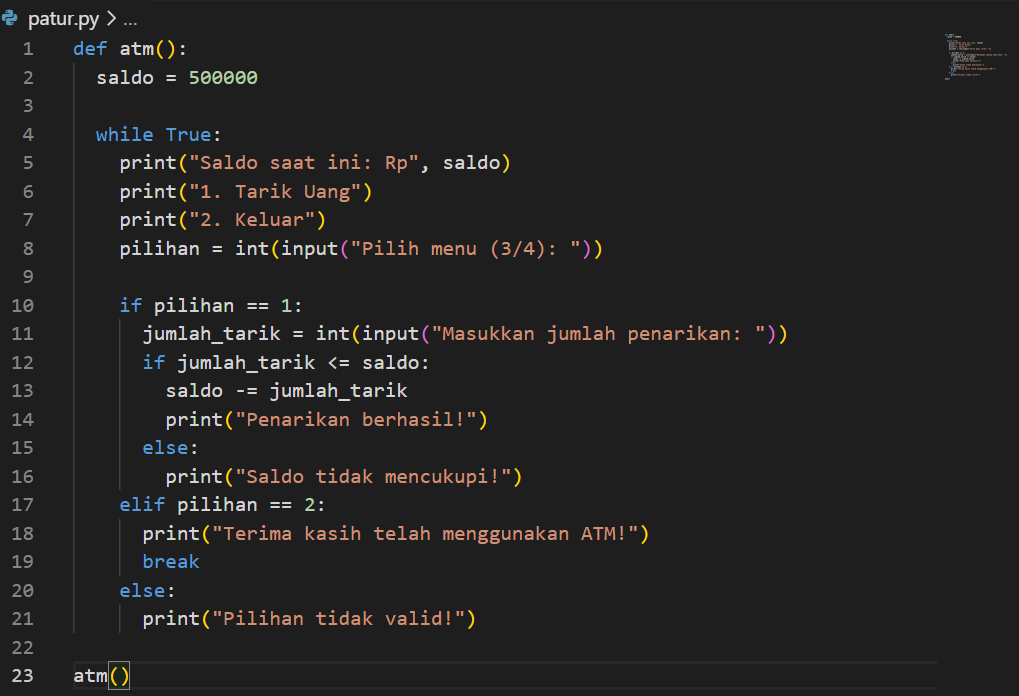 patur.py > ...
1 def atm():
2   saldo = 500000
3
4   while True:
5     print("Saldo saat ini: Rp", saldo)
6     print("1. Tarik Uang")
7     print("2. Keluar")
8     pilihan = int(input("Pilih menu (3/4): "))
9
10     if pilihan == 1:
11       jumlah_tarik = int(input("Masukkan jumlah penarikan: "))
12       if jumlah_tarik <= saldo:
13         saldo -= jumlah_tarik
14         print("Penarikan berhasil!")
15       else:
16         print("Saldo tidak mencukupi!")
17     elif pilihan == 2:
18       print("Terima kasih telah menggunakan ATM!")
19       break
20     else:
21       print("Pilihan tidak valid!")
22
23 atm()